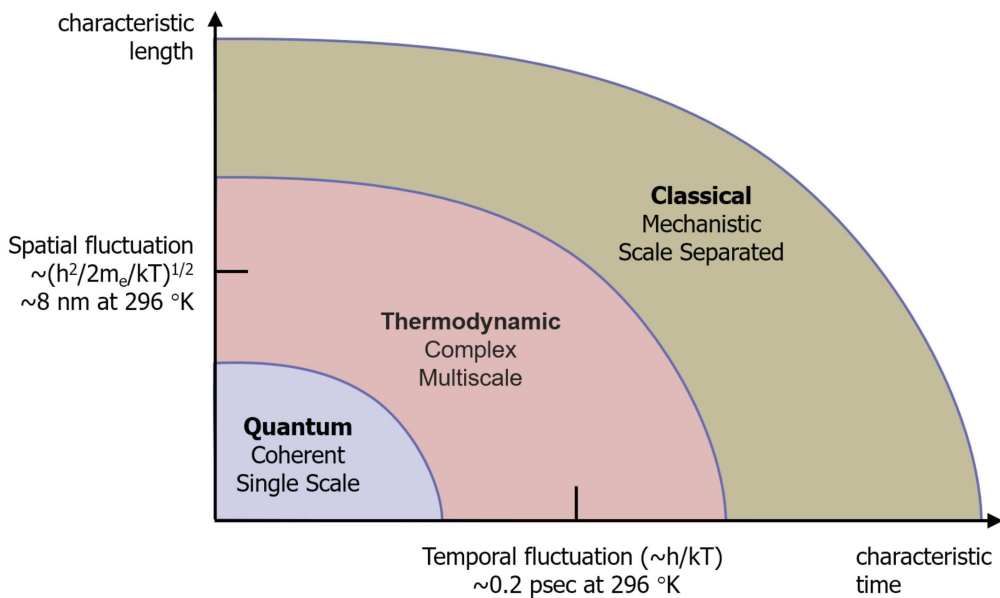 characteristic
length
Classical
Mechanistic
Scale Separated
Spatial fluctuation
~(h²/2mₑ/kT)¹/²
~8 nm at 296 °K
Thermodynamic
Complex
Multiscale
Quantum
Coherent
Single Scale
Temporal fluctuation (~h/kT)
~0.2 psec at 296 °K
characteristic
time